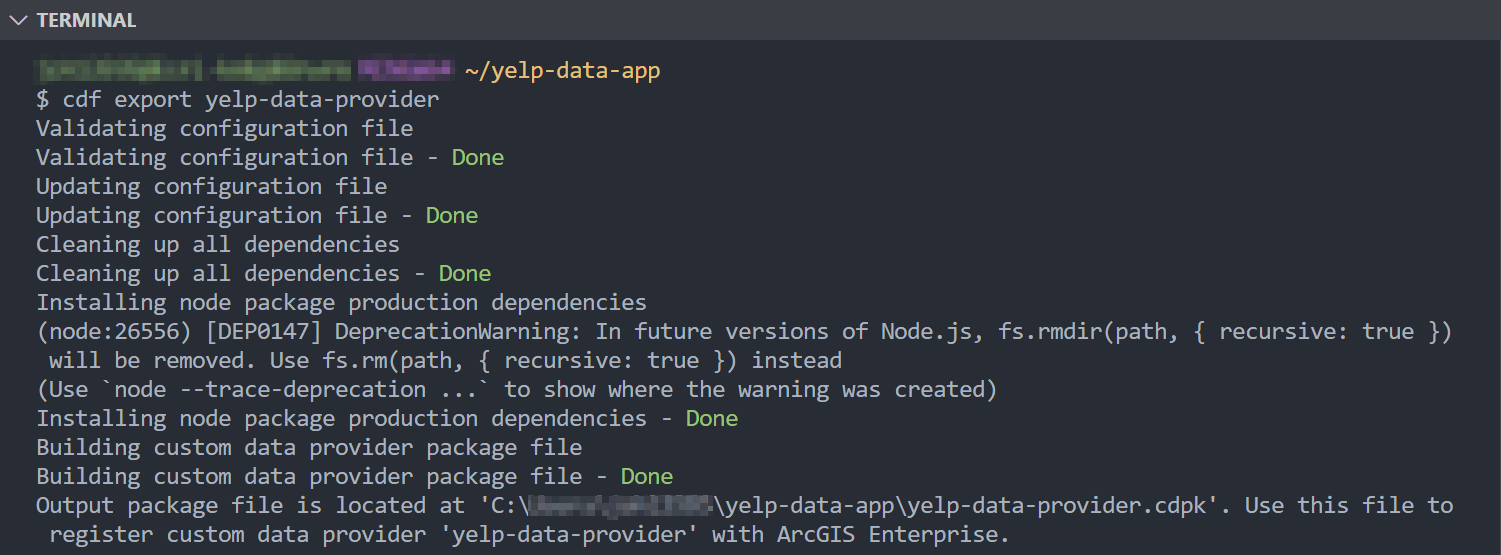 TERMINAL
~/yelp-data-app
$ cdf export yelp-data-provider
Validating configuration file
Validating configuration file - Done
Updating configuration file
Updating configuration file - Done
Cleaning up all dependencies
Cleaning up all dependencies - Done
Installing node package production dependencies
(node:26556) [DEP0147] DeprecationWarning: In future versions of Node.js, fs.rmdir(path, { recursive: true })
will be removed. Use fs.rm(path, { recursive: true }) instead
(Use `node --trace-deprecation ...` to show where the warning was created)
Installing node package production dependencies - Done
Building custom data provider package file
Building custom data provider package file - Done
Output package file is located at 'C:\ \yelp-data-app\yelp-data-provider.cdpk'. Use this file to
register custom data provider 'yelp-data-provider' with ArcGIS Enterprise.